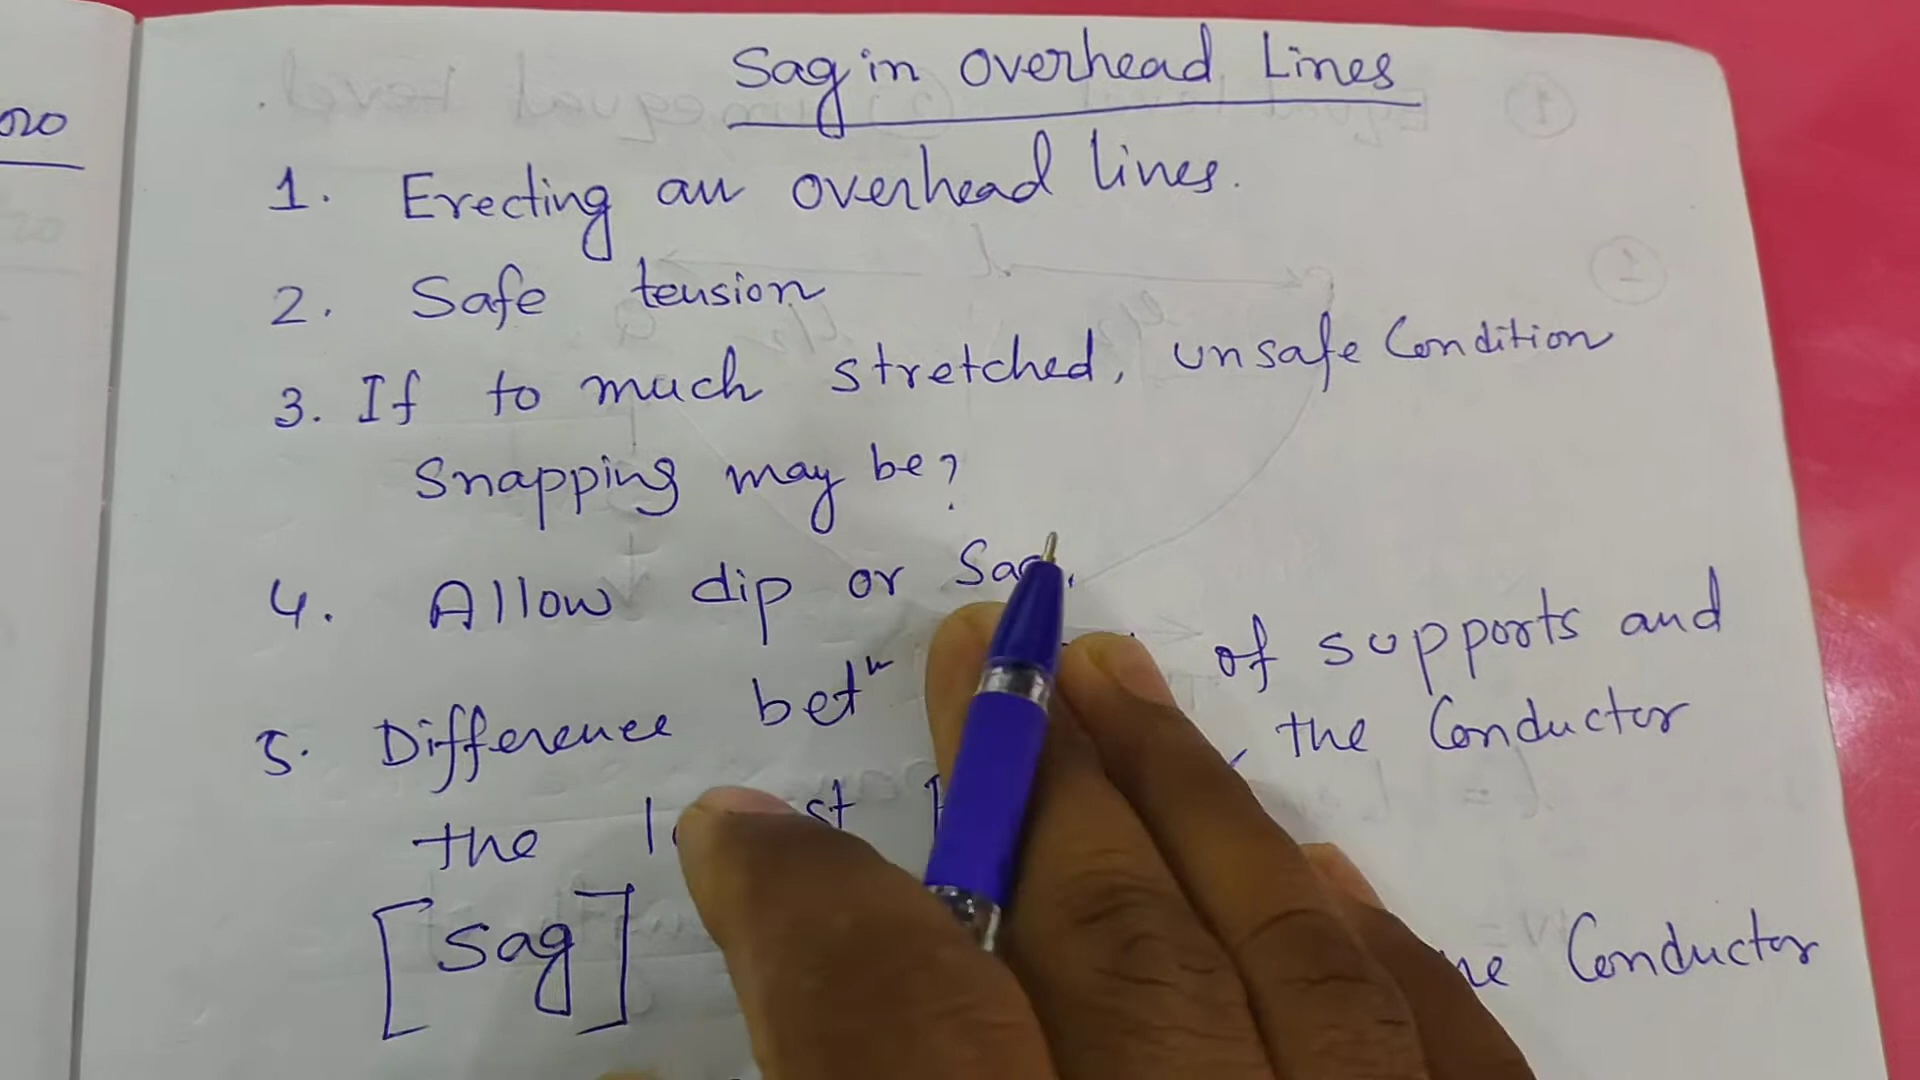 Sag in overhead Lines
1. Erecting an overhead lines.
2. Safe tension
3. If to much stretched, unsafe Condition
Snapping may be?
4. Allow dip or Sag.
5. Difference betn of supports and
the the Conductor
[Sag] Conductor